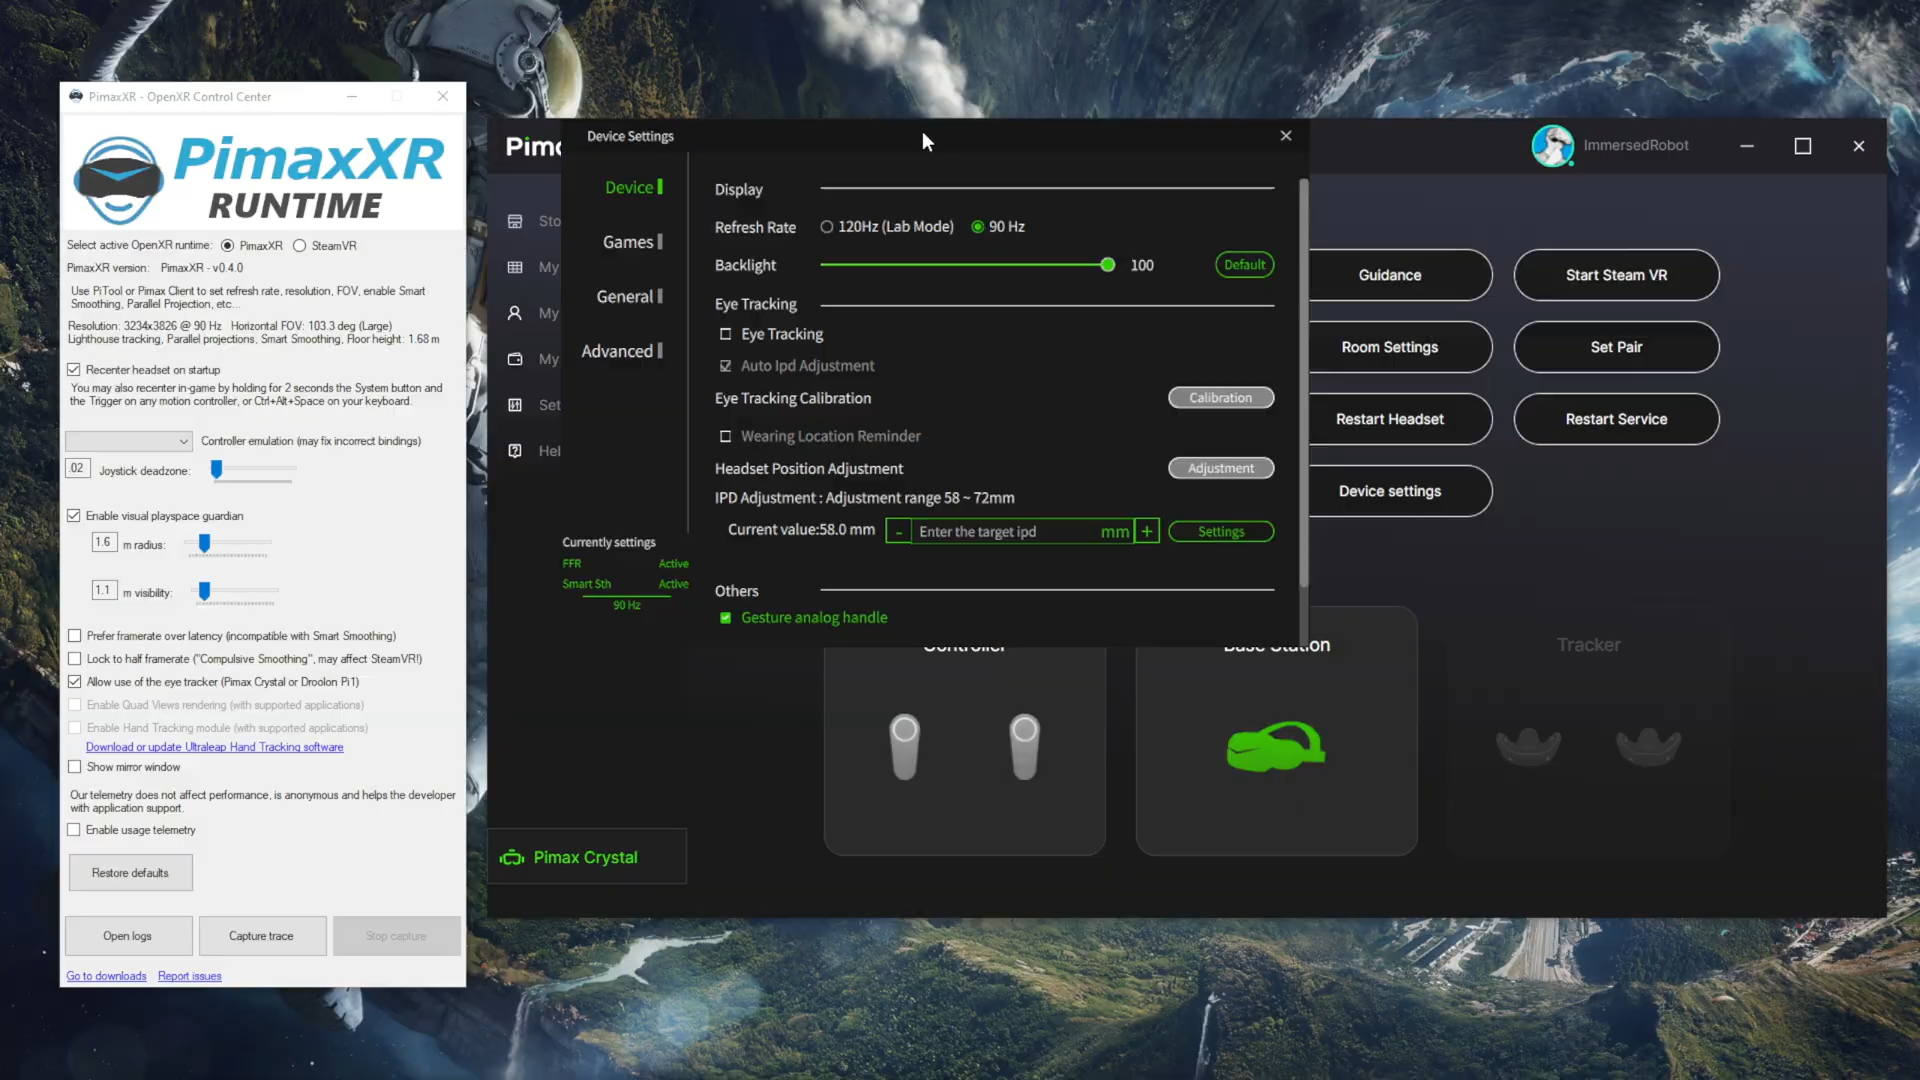 PimaxXR - OpenXR Control Center
PimaxXR
RUNTIME
Select active OpenXR runtime: PimaxXR SteamVR
PimaxXR version: PimaxXR - v0.4.0
Use PiTool or Pimax Client to set refresh rate, resolution, FOV, enable Smart
Smoothing, Parallel Projection, etc...
Resolution: 3234x3826 @ 90 Hz Horizontal FOV: 103.3 deg (Large)
Lighthouse tracking, Parallel projections, Smart Smoothing, Floor height: 1.68 m
Recenter headset on startup
You may also recenter in-game by holding for 2 seconds the System button and
the Trigger on any motion controller, or Ctrl+Alt+Space on your keyboard.
Controller emulation (may fix incorrect bindings)
.02 Joystick deadzone:
Enable visual playspace guardian
1.6 m radius:
1.1 m visibility:
Prefer framerate over latency (incompatible with Smart Smoothing)
Lock to half framerate ("Compulsive Smoothing", may affect SteamVR!)
Allow use of the eye tracker (Pimax Crystal or Droolon Pi1)
Enable Quad Views rendering (with supported applications)
Enable Hand Tracking module (with supported applications)
Download or update Ultraleap Hand Tracking software
Show mirror window
Our telemetry does not affect performance, is anonymous and helps the developer
with application support.
Enable usage telemetry
Restore defaults
Open logs Capture trace Stop capture
Go to downloads Report issues
Pim
Sto
My
My
My
Set
Hel
Pimax Crystal
Device Settings
Device
Games
General
Advanced
Currently settings
FFR Active
Smart Sth Active
90 Hz
Display
Refresh Rate 120Hz (Lab Mode) 90 Hz
Backlight 100 Default
Eye Tracking
Eye Tracking
Auto Ipd Adjustment
Eye Tracking Calibration Calibration
Wearing Location Reminder
Headset Position Adjustment Adjustment
IPD Adjustment : Adjustment range 58 ~ 72mm
Current value:58.0 mm - Enter the target ipd mm + Settings
Others
Gesture analog handle
ImmersedRobot
Guidance Start Steam VR
Room Settings Set Pair
Restart Headset Restart Service
Device settings
Controller Base Station Tracker